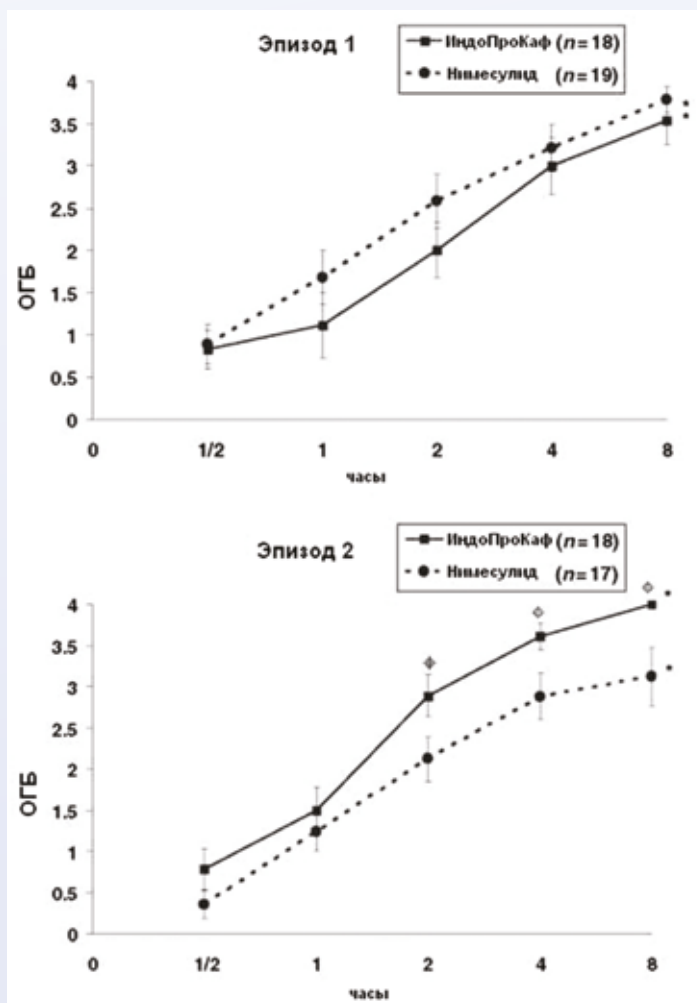 Эпизод 1
ИндоПроКаф (n=18)
Нимесулид (n=19)
4
3.5
3
2.5
2
1.5
1
0.5
0
ОГБ
0 1/2 1 2 4 8
часы
Эпизод 2
ИндоПроКаф (n=18)
Нимесулид (n=17)
4
3.5
3
2.5
2
1.5
1
0.5
0
ОГБ
0 1/2 1 2 4 8
часы